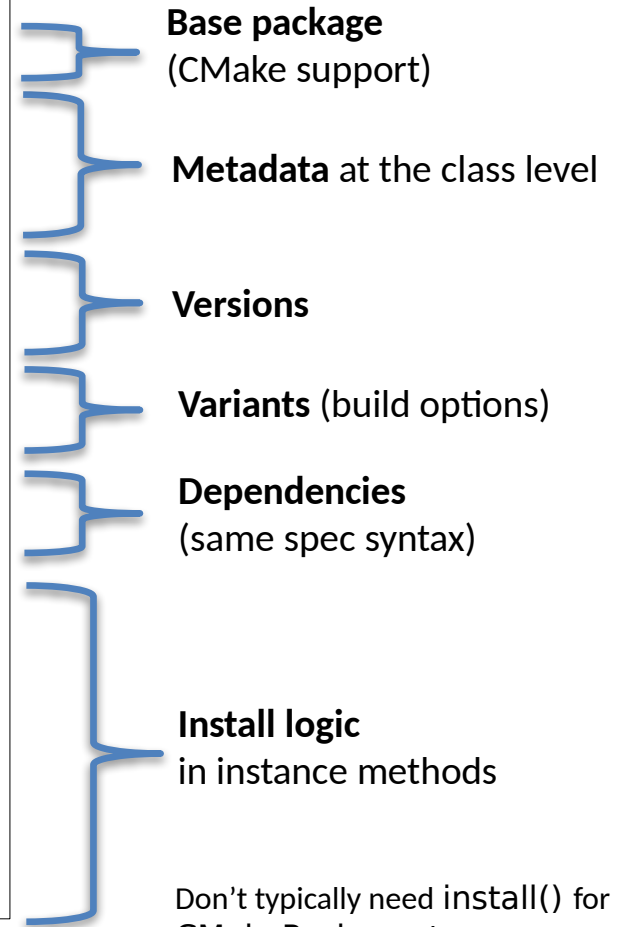 Base package
(CMake support)
Metadata at the class level
Versions
Variants (build options)
Dependencies
(same spec syntax)
Install logic
in instance methods
Don’t typically need install() for